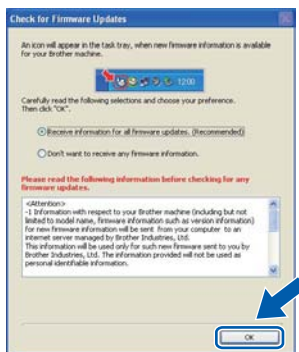 Check for Firmware Updates
An icon will appear in the task tray, when new firmware information is available
for your Brother machine.
12:00
Carefully read the following selections and choose your preference.
Then click "OK".
Receive information for all firmware updates. (Recommended)
Don't want to receive any firmware information.
Please read the following information before checking for any
firmware updates.
<Attention>
-1 Information with respect to your Brother machine (including but not
limited to model name, firmware information such as version information)
for new firmware information will be sent from your computer to an
internet server managed by Brother Industries, Ltd.
This information will be used only for such new firmware sent to you by
Brother Industries, Ltd. The information provided will not be used as
personal identifiable information.
OK